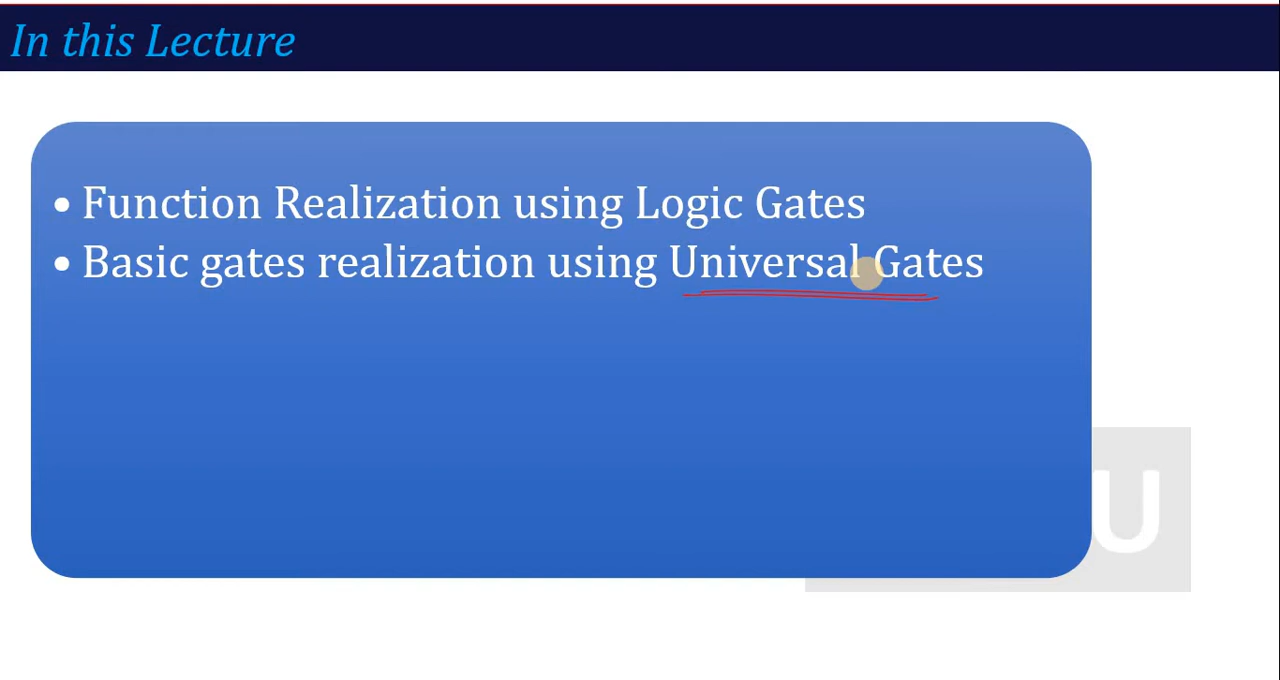 In this Lecture
• Function Realization using Logic Gates
• Basic gates realization using Universal Gates
U